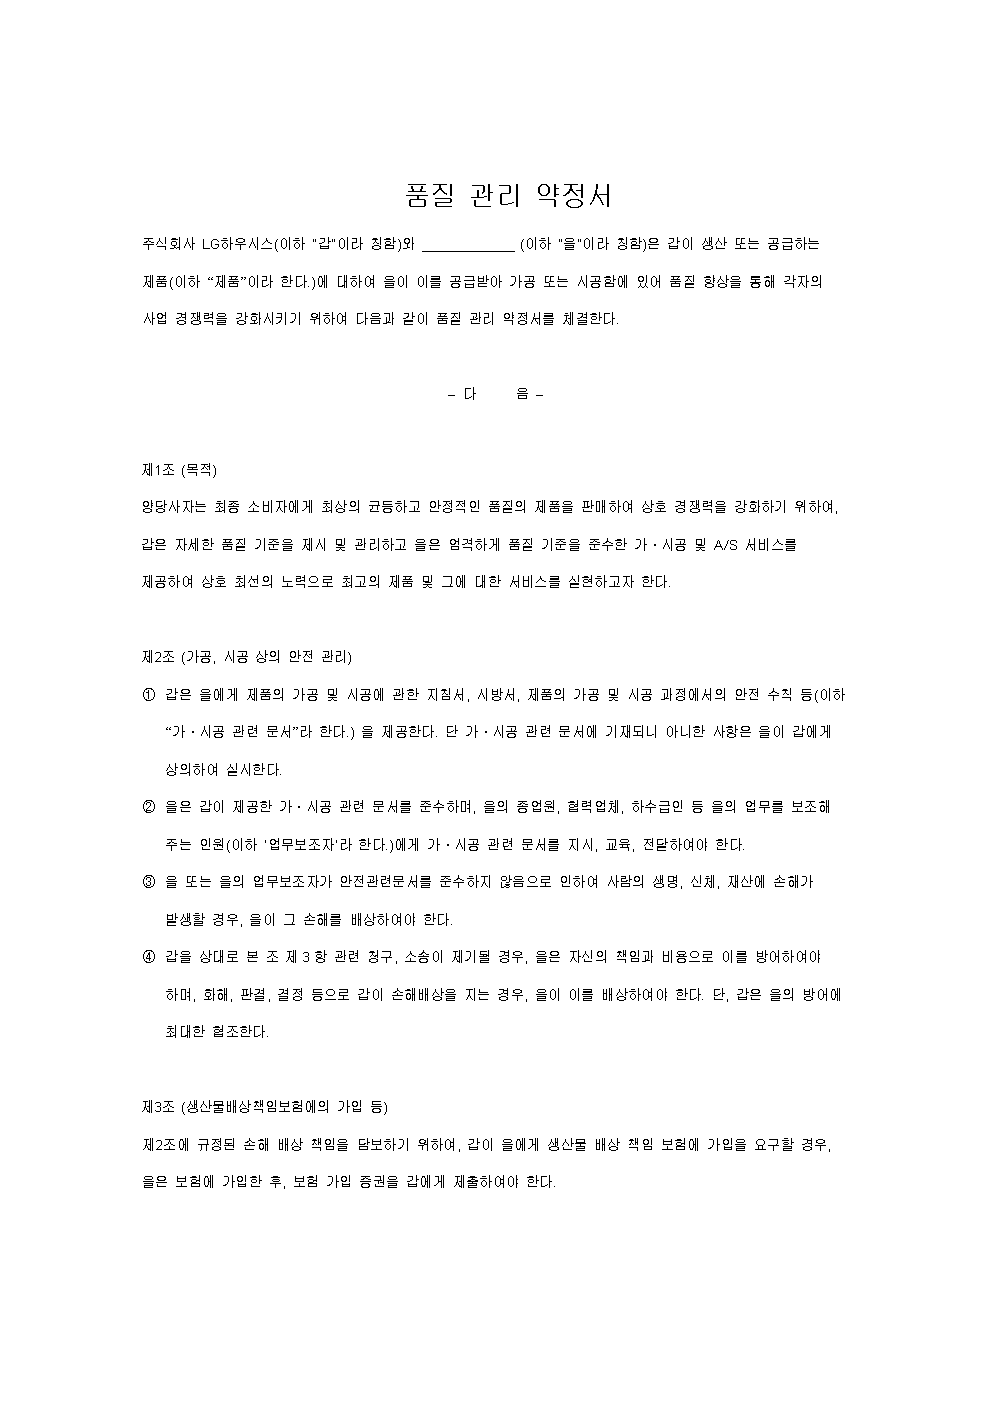 품질 관리 약정서
주식회사 LG하우시스(이하 "갑"이라 칭함)와 ____________ (이하 "을"이라 칭함)은 갑이 생산 또는 공급하는
제품(이하 “제품”이라 한다.)에 대하여 을이 이를 공급받아 가공 또는 시공함에 있어 품질 향상을 통해 각자의
사업 경쟁력을 강화시키기 위하여 다음과 같이 품질 관리 약정서를 체결한다.
– 다 음 –
제1조 (목적)
양당사자는 최종 소비자에게 최상의 균등하고 안정적인 품질의 제품을 판매하여 상호 경쟁력을 강화하기 위하여,
갑은 자세한 품질 기준을 제시 및 관리하고 을은 엄격하게 품질 기준을 준수한 가·시공 및 A/S 서비스를
제공하여 상호 최선의 노력으로 최고의 제품 및 그에 대한 서비스를 실현하고자 한다.
제2조 (가공, 시공 상의 안전 관리)
① 갑은 을에게 제품의 가공 및 시공에 관한 지침서, 시방서, 제품의 가공 및 시공 과정에서의 안전 수칙 등(이하
“가·시공 관련 문서”라 한다.) 을 제공한다. 단 가·시공 관련 문서에 기재되니 아니한 사항은 을이 갑에게
상의하여 실시한다.
② 을은 갑이 제공한 가·시공 관련 문서를 준수하며, 을의 종업원, 협력업체, 하수급인 등 을의 업무를 보조해
주는 인원(이하 '업무보조자'라 한다.)에게 가·시공 관련 문서를 지시, 교육, 전달하여야 한다.
③ 을 또는 을의 업무보조자가 안전관련문서를 준수하지 않음으로 인하여 사람의 생명, 신체, 재산에 손해가
발생할 경우, 을이 그 손해를 배상하여야 한다.
④ 갑을 상대로 본 조 제 3 항 관련 청구, 소송이 제기될 경우, 을은 자신의 책임과 비용으로 이를 방어하여야
하며, 화해, 판결, 결정 등으로 갑이 손해배상을 지는 경우, 을이 이를 배상하여야 한다. 단, 갑은 을의 방어에
최대한 협조한다.
제3조 (생산물배상책임보험에의 가입 등)
제2조에 규정된 손해 배상 책임을 담보하기 위하여, 갑이 을에게 생산물 배상 책임 보험에 가입을 요구할 경우,
을은 보험에 가입한 후, 보험 가입 증권을 갑에게 제출하여야 한다.